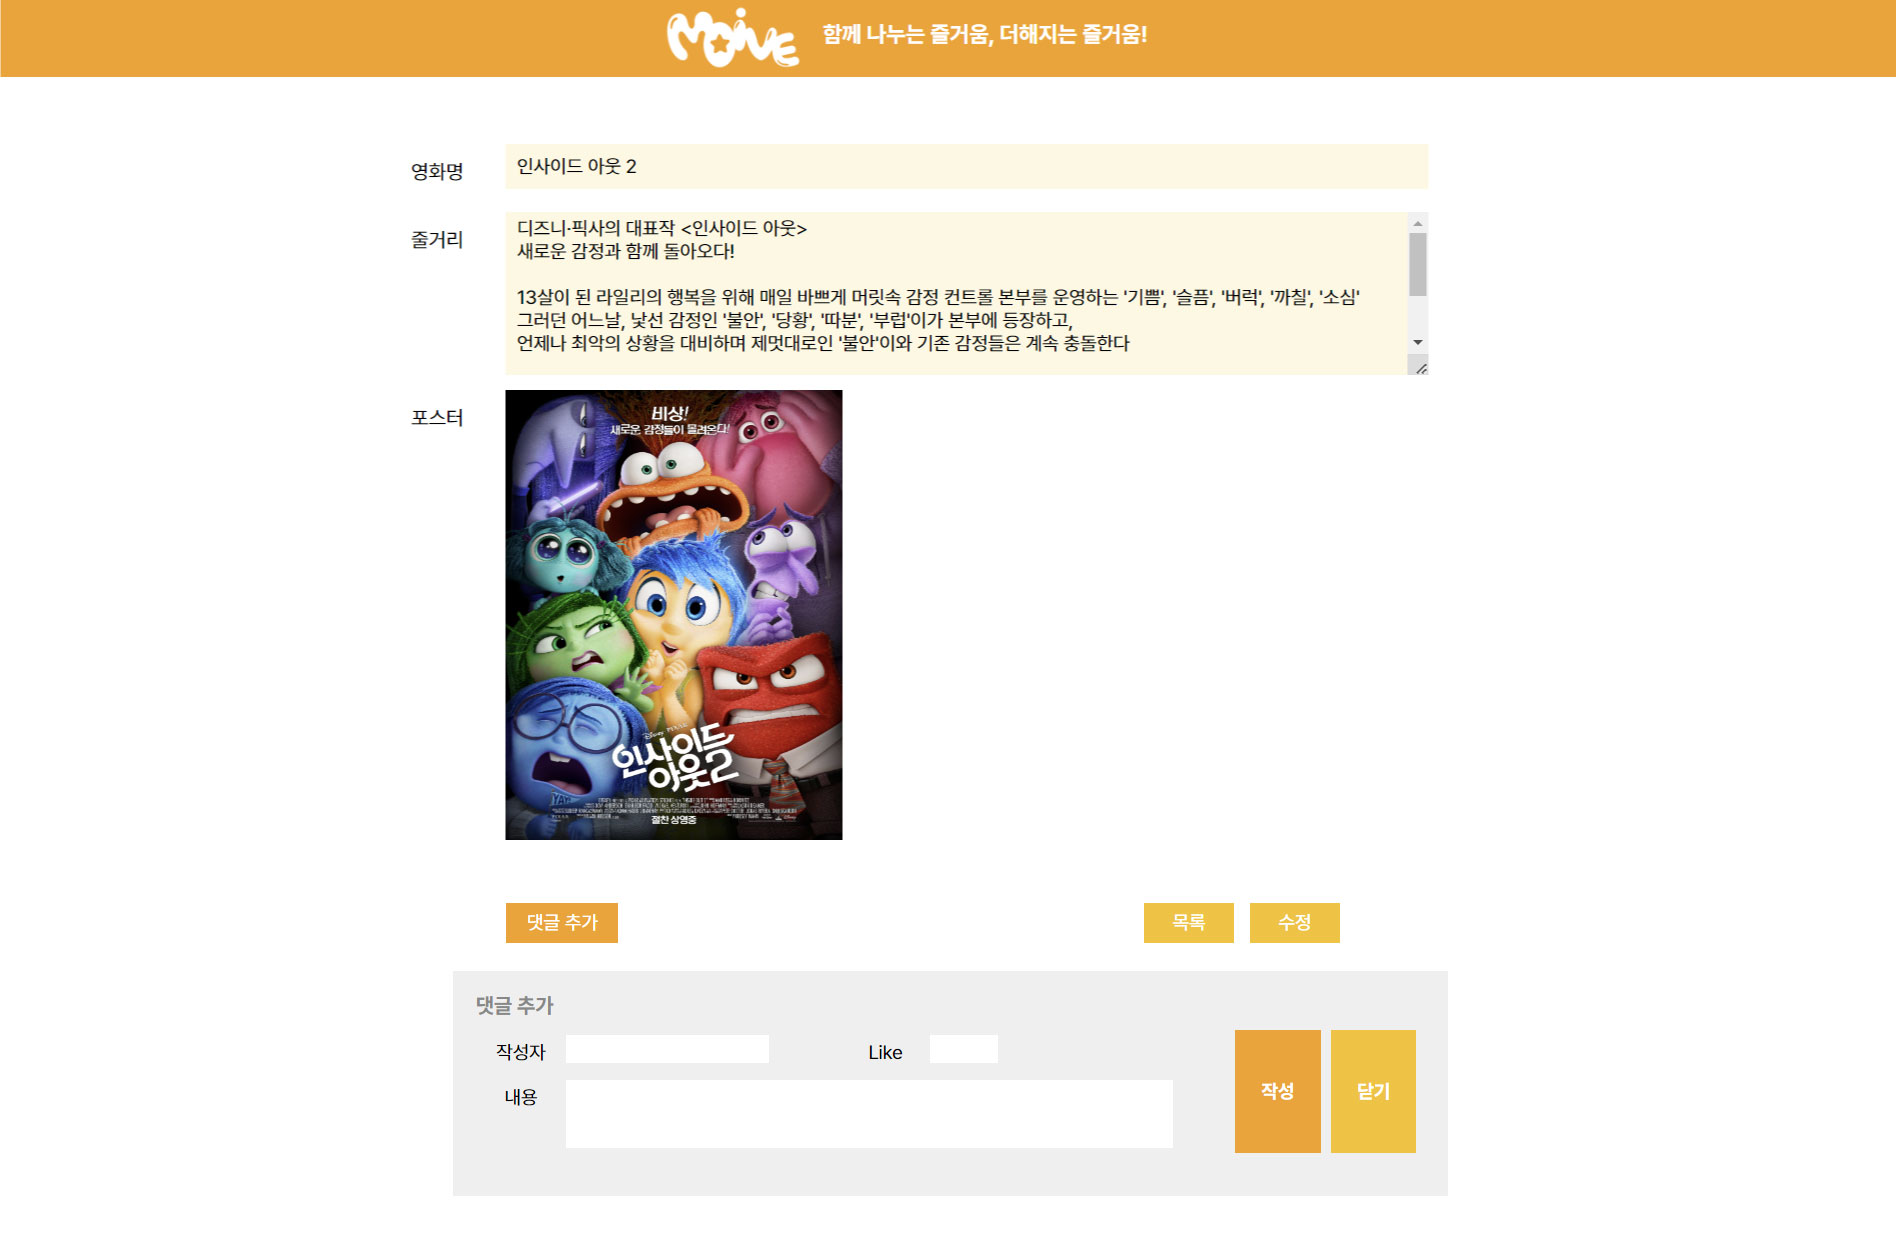 MOiVE 함께 나누는 즐거움, 더해지는 즐거움!
영화명 인사이드 아웃 2
줄거리
디즈니·픽사의 대표작 <인사이드 아웃>
새로운 감정과 함께 돌아오다!
13살이 된 라일리의 행복을 위해 매일 바쁘게 머릿속 감정 컨트롤 본부를 운영하는 '기쁨', '슬픔', '버럭', '까칠', '소심'
그러던 어느날, 낯선 감정인 '불안', '당황', '따분', '부럽'이가 본부에 등장하고,
언제나 최악의 상황을 대비하며 제멋대로인 '불안'이와 기존 감정들은 계속 충돌한다
포스터
비상!
새로운 감정들이 몰려온다!
Disney PIXAR
인사이드
아웃2
절찬 상영중
댓글 추가 목록 수정
댓글 추가
작성자 Like
내용
작성 닫기